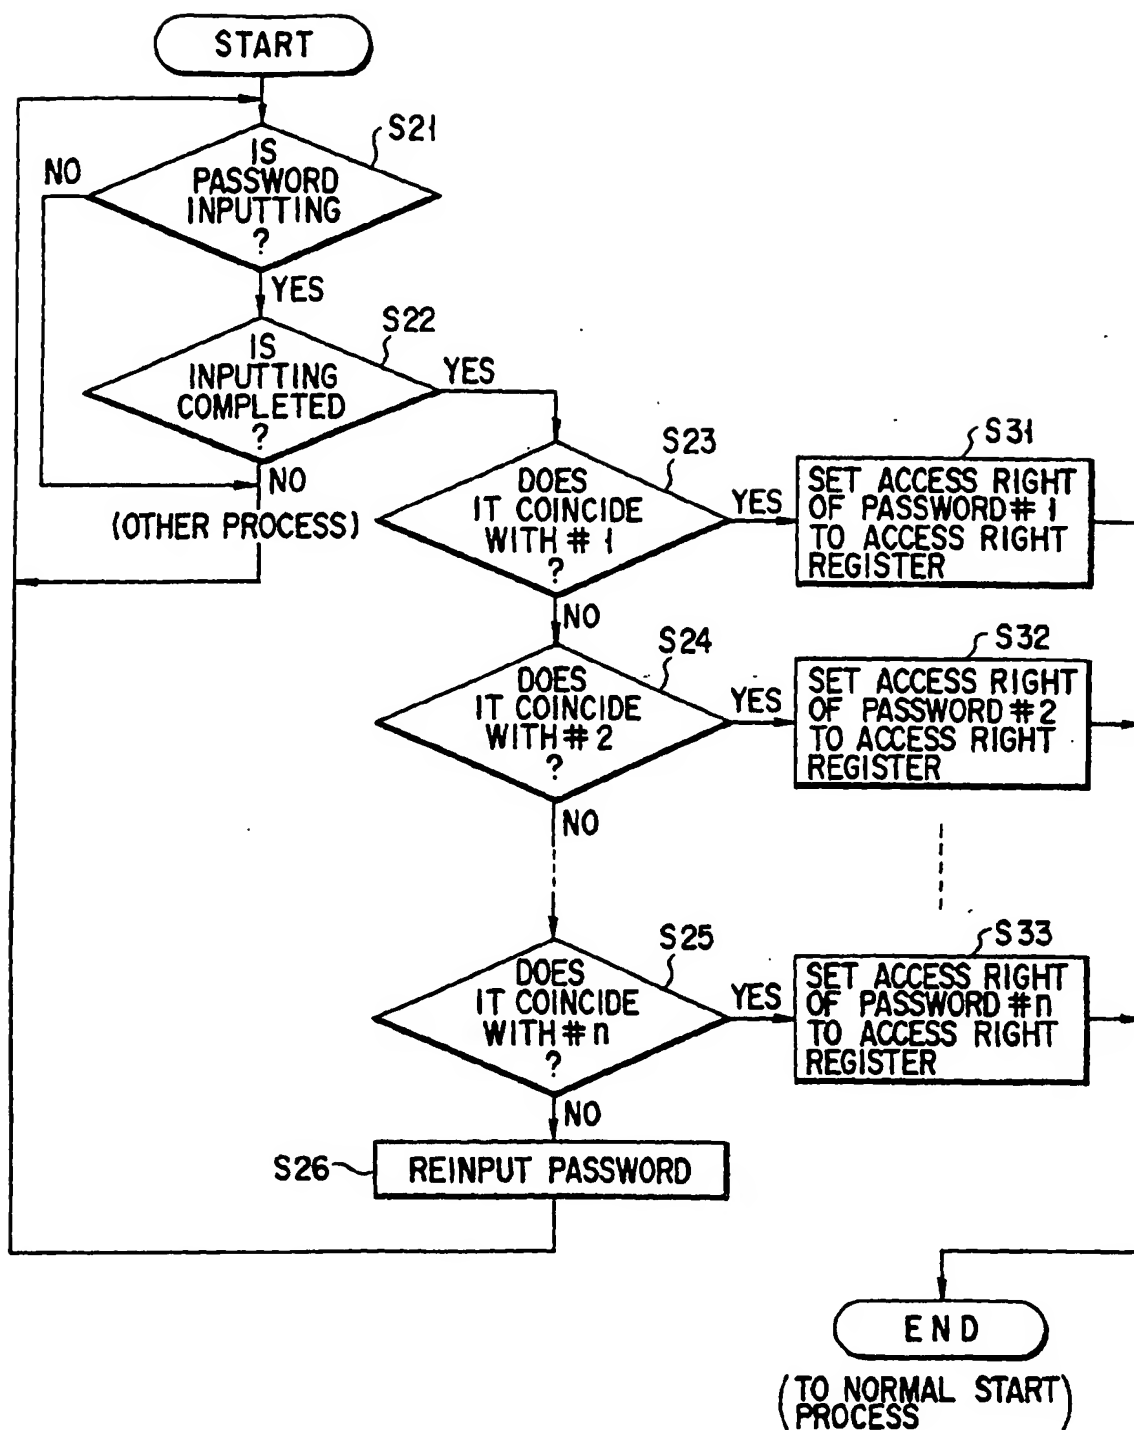 START
S21
NO
IS
PASSWORD
INPUTTING
?
YES
S22
IS
INPUTTING
COMPLETED
?
YES
NO
(OTHER PROCESS)
S23
DOES
IT COINCIDE
WITH # 1
?
YES
S31
SET ACCESS RIGHT
OF PASSWORD # 1
TO ACCESS RIGHT
REGISTER
NO
S24
DOES
IT COINCIDE
WITH # 2
?
YES
S32
SET ACCESS RIGHT
OF PASSWORD #2
TO ACCESS RIGHT
REGISTER
NO
S25
DOES
IT COINCIDE
WITH # n
?
YES
S33
SET ACCESS RIGHT
OF PASSWORD #n
TO ACCESS RIGHT
REGISTER
NO
S26
REINPUT PASSWORD
END
(TO NORMAL START
PROCESS)